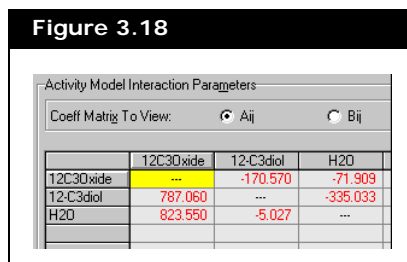 Figure 3.18
Activity Model Interaction Parameters
Coeff Matrix To View: Aij Bij
12C3Oxide 12-C3diol H2O
12C3Oxide --- -170.570 -71.909
12-C3diol 787.060 --- -335.033
H2O 823.550 -5.027 ---